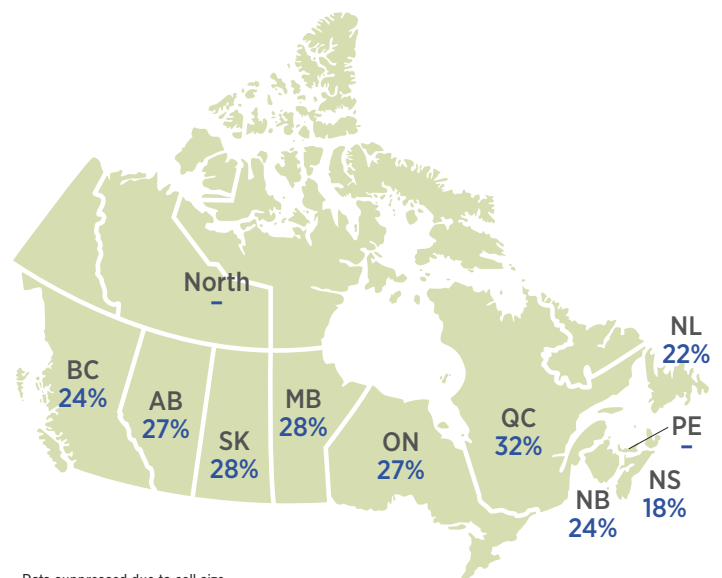 North
–
NL
22%
BC
24%
AB
27%
SK
28%
MB
28%
ON
27%
QC
32%
PE
–
NS
18%
NB
24%